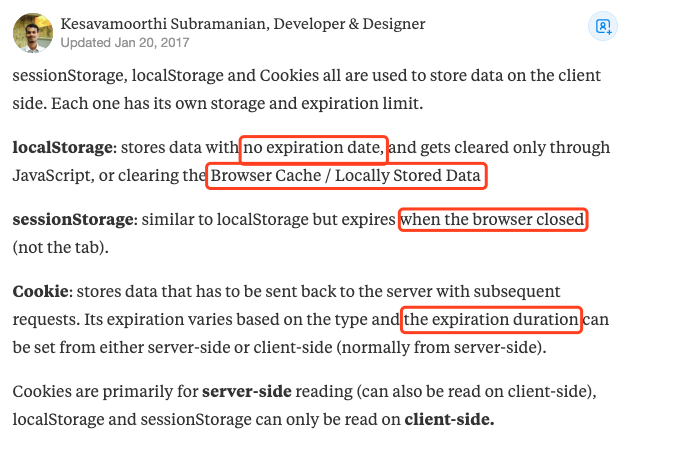 Kesavamoorthi Subramanian, Developer & Designer
Updated Jan 20, 2017
sessionStorage, localStorage and Cookies all are used to store data on the client
side. Each one has its own storage and expiration limit.
localStorage: stores data with no expiration date, and gets cleared only through
JavaScript, or clearing the Browser Cache / Locally Stored Data
sessionStorage: similar to localStorage but expires when the browser closed
(not the tab).
Cookie: stores data that has to be sent back to the server with subsequent
requests. Its expiration varies based on the type and the expiration duration can
be set from either server-side or client-side (normally from server-side).
Cookies are primarily for server-side reading (can also be read on client-side),
localStorage and sessionStorage can only be read on client-side.